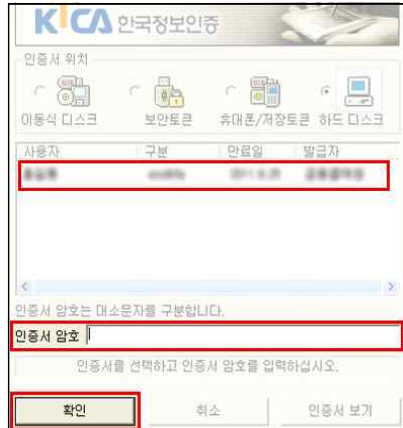 KICA 한국정보인증
인증서 위치
이동식 디스크 보안토큰 휴대폰/저장토큰 하드 디스크
사용자 구분 만료일 발급자
인증서 암호는 대소문자를 구분합니다.
인증서 암호
인증서를 선택하고 인증서 암호를 입력하십시오.
확인 취소 인증서 보기